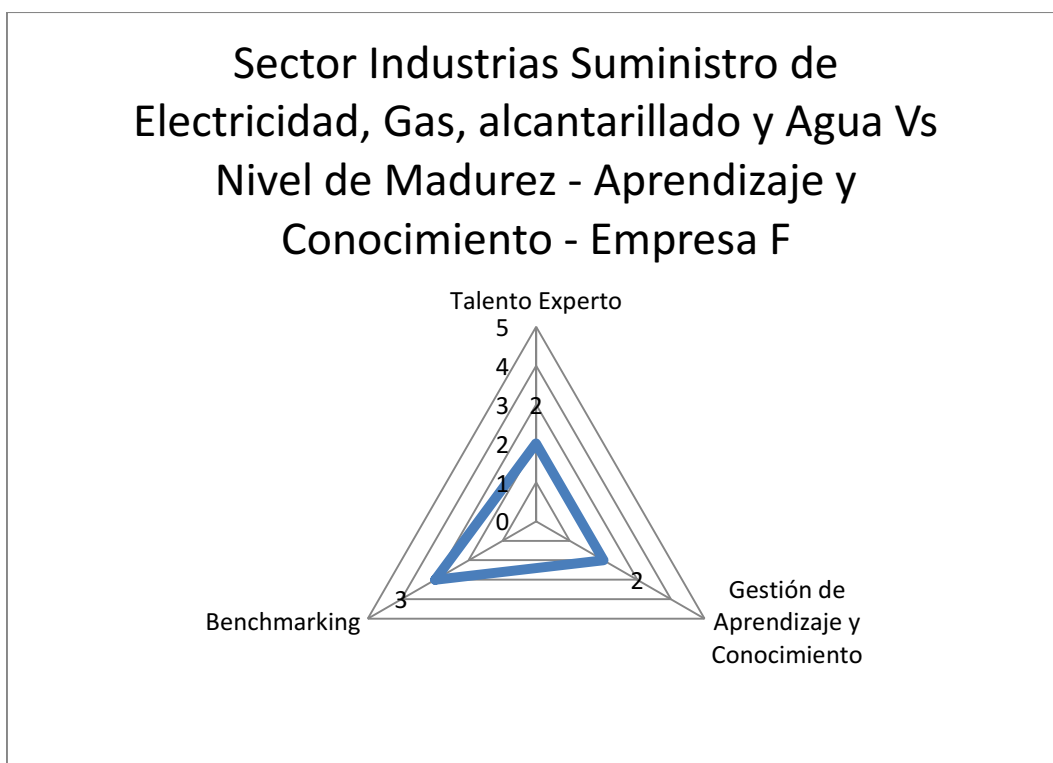 Sector Industrias Suministro de
Electricidad, Gas, alcantarillado y Agua Vs
Nivel de Madurez - Aprendizaje y
Conocimiento - Empresa F
Talento Experto
5
4
3
2
2
1
0
2
3
Benchmarking
Gestión de
Aprendizaje y
Conocimiento